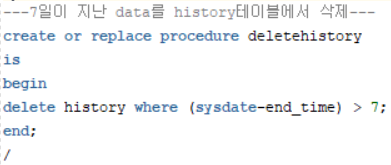 ---7일이 지난 data를 history테이블에서 삭제---
create or replace procedure deletehistory
is
begin
delete history where (sysdate-end_time) > 7;
end;
/